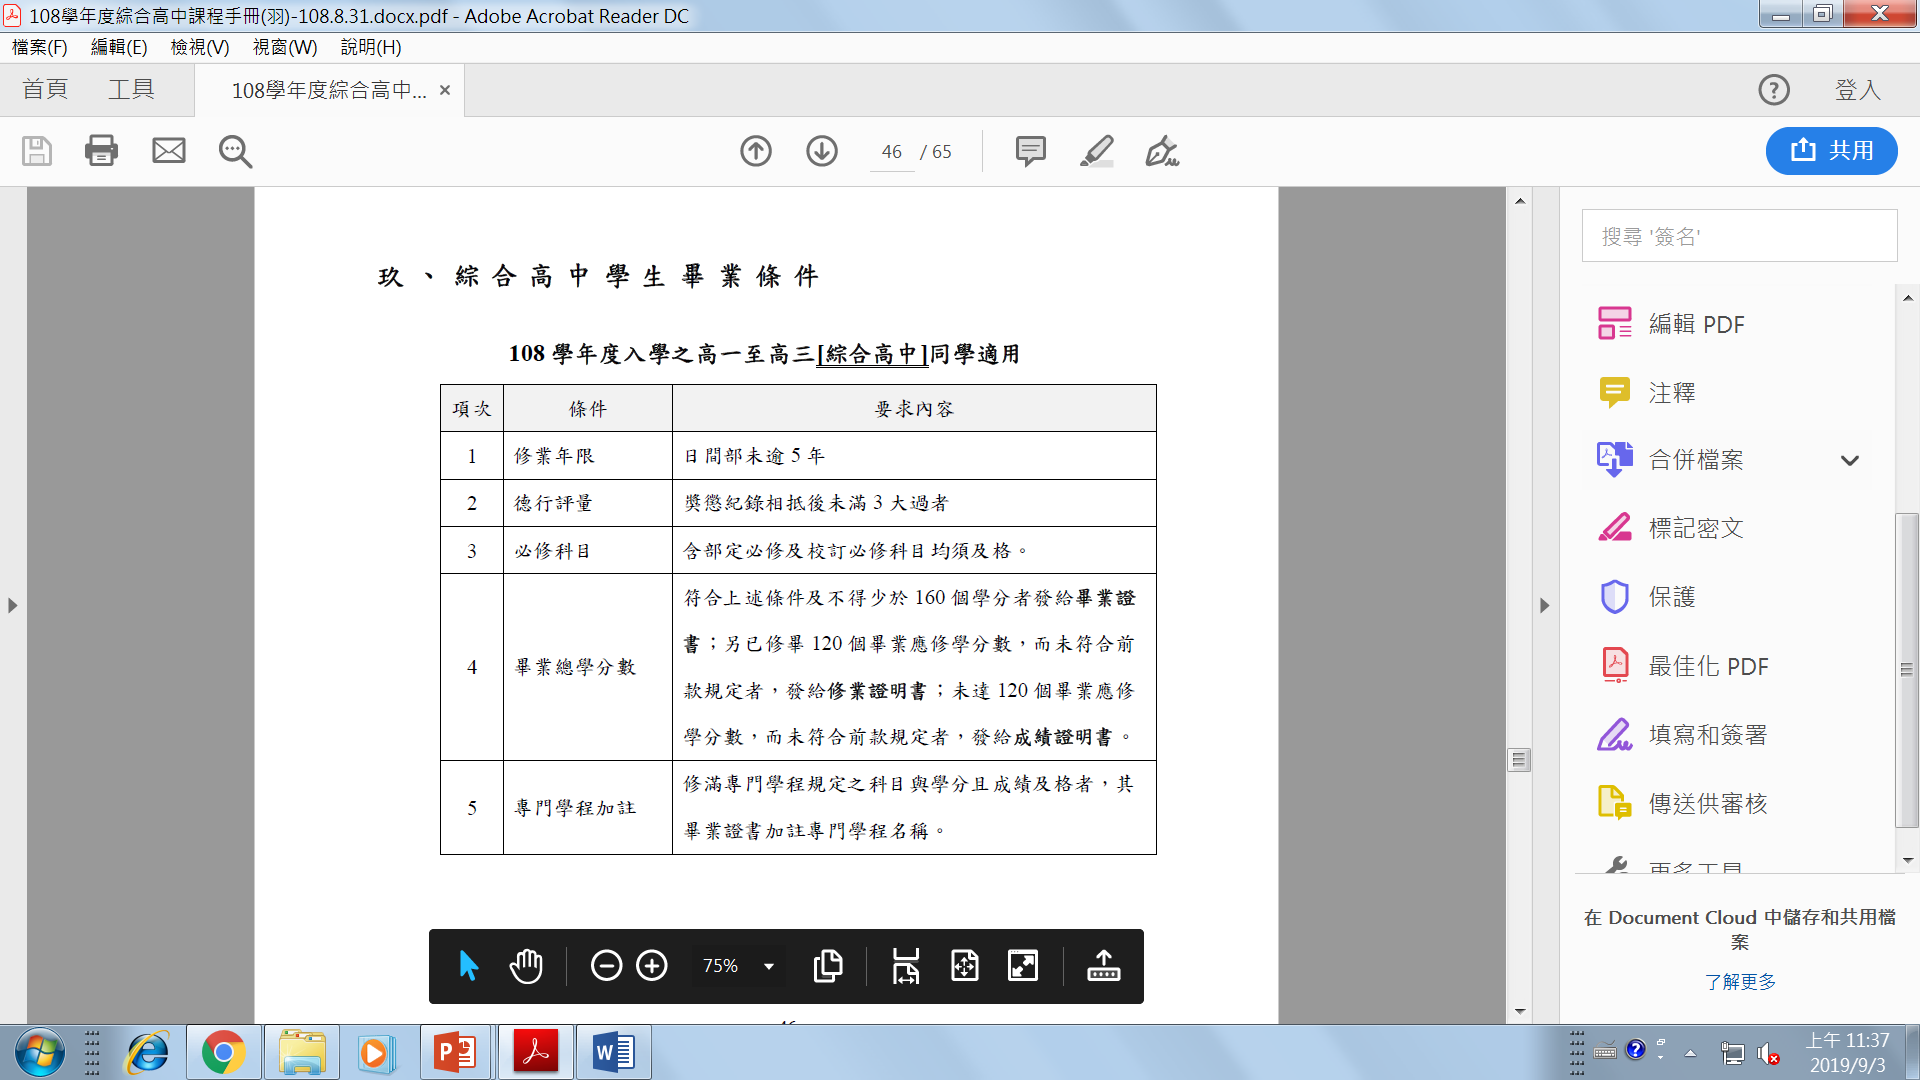 108學年度綜合高中課程手冊(羽)-108.8.31.docx.pdf - Adobe Acrobat Reader DC
檔案(F) 編輯(E) 檢視(V) 視窗(W) 說明(H)
首頁 工具 108學年度綜合高中... × 登入
46 / 65 共用
搜尋 '簽名'
玖、綜合高中學生畢業條件
108 學年度入學之高一至高三[綜合高中]同學適用
項次 條件 要求內容
1 修業年限 日間部未逾 5 年
2 德行評量 獎懲紀錄相抵後未滿 3 大過者
3 必修科目 含部定必修及校訂必修科目均須及格。
4 畢業總學分數 符合上述條件及不得少於 160 個學分者發給畢業證
書；另已修畢 120 個畢業應修學分數，而未符合前
款規定者，發給修業證明書；未達 120 個畢業應修
學分數，而未符合前款規定者，發給成績證明書。
5 專門學程加註 修滿專門學程規定之科目與學分且成績及格者，其
畢業證書加註專門學程名稱。
編輯 PDF
注釋
合併檔案
標記密文
保護
最佳化 PDF
填寫和簽署
傳送供審核
更多工具
在 Document Cloud 中儲存和共用檔
案
了解更多
75%
上午 11:37
2019/9/3